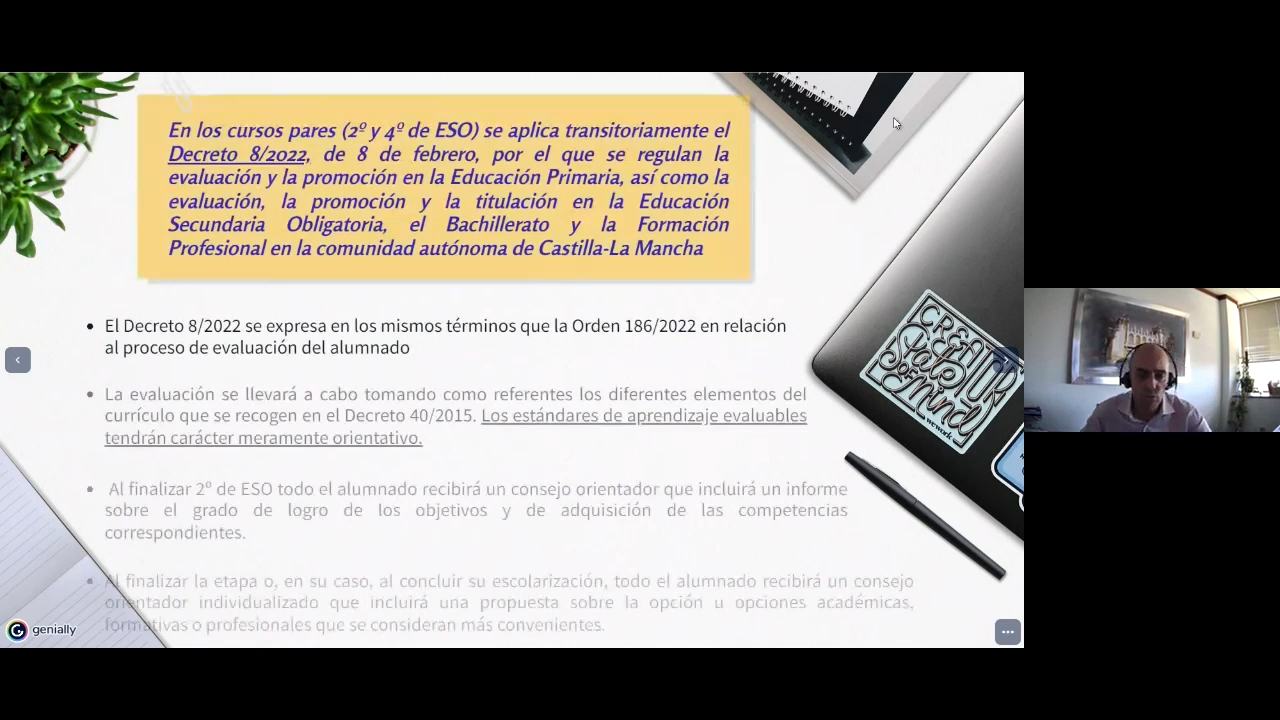 En los cursos pares (2º y 4º de ESO) se aplica transitoriamente el
Decreto 8/2022, de 8 de febrero, por el que se regulan la
evaluación y la promoción en la Educación Primaria, así como la
evaluación, la promoción y la titulación en la Educación
Secundaria Obligatoria, el Bachillerato y la Formación
Profesional en la comunidad autónoma de Castilla-La Mancha
• El Decreto 8/2022 se expresa en los mismos términos que la Orden 186/2022 en relación
al proceso de evaluación del alumnado
• La evaluación se llevará a cabo tomando como referentes los diferentes elementos del
currículo que se recogen en el Decreto 40/2015. Los estándares de aprendizaje evaluables
tendrán carácter meramente orientativo.
• Al finalizar 2º de ESO todo el alumnado recibirá un consejo orientador que incluirá un informe
sobre el grado de logro de los objetivos y de adquisición de las competencias
correspondientes.
• Al finalizar la etapa o, en su caso, al concluir su escolarización, todo el alumnado recibirá un consejo
orientador individualizado que incluirá una propuesta sobre la opción u opciones académicas,
formativas o profesionales que se consideran más convenientes.
CREATOR
State
OF
Mind
wework
genially